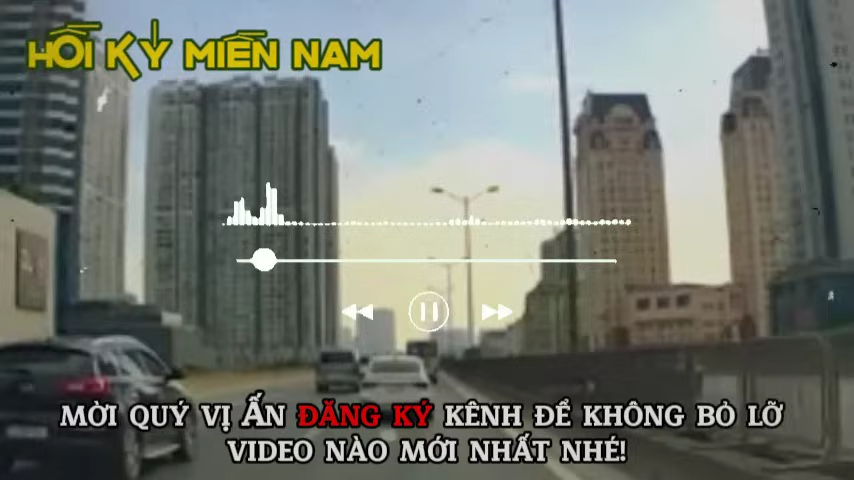 HỒI KÝ MIỀN NAM
MỜI QUÝ VỊ ẤN ĐĂNG KÝ KÊNH ĐỂ KHÔNG BỎ LỠ
VIDEO NÀO MỚI NHẤT NHÉ!